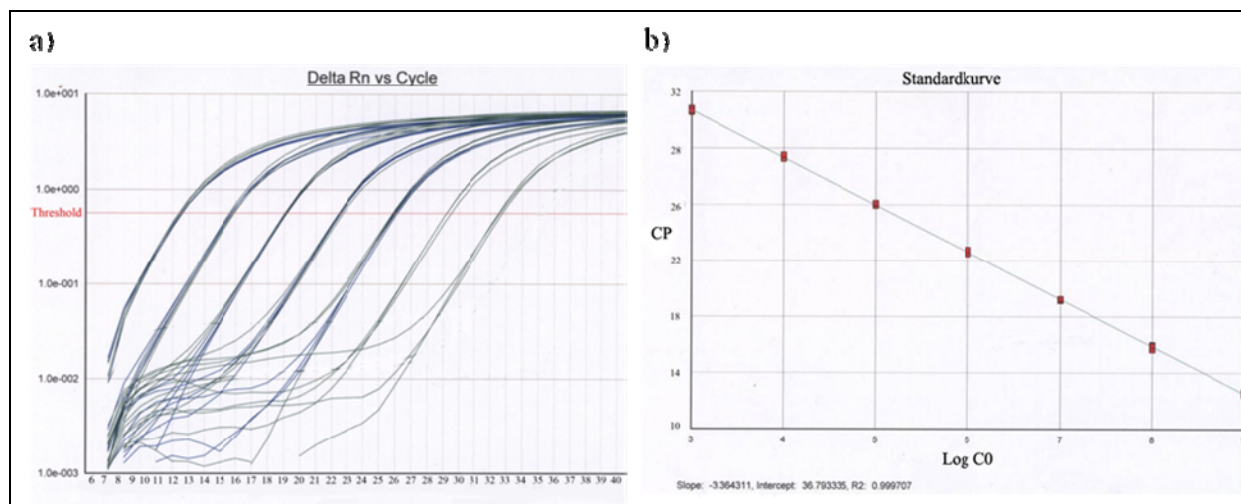 a)
Delta Rn vs Cycle
1.0e+001
1.0e+000
Threshold
1.0e-001
1.0e-002
1.0e-003
6 7 8 9 10 11 12 13 14 15 16 17 18 19 20 21 22 23 24 25 26 27 28 29 30 31 32 33 34 35 36 37 38 39 40
b)
Standardkurve
32
28
26
CP
22
18
14
10
3 4 5 6 7 8
Log C0
Slope: -3.364311, Intercept: 36.793335, R2: 0.999707